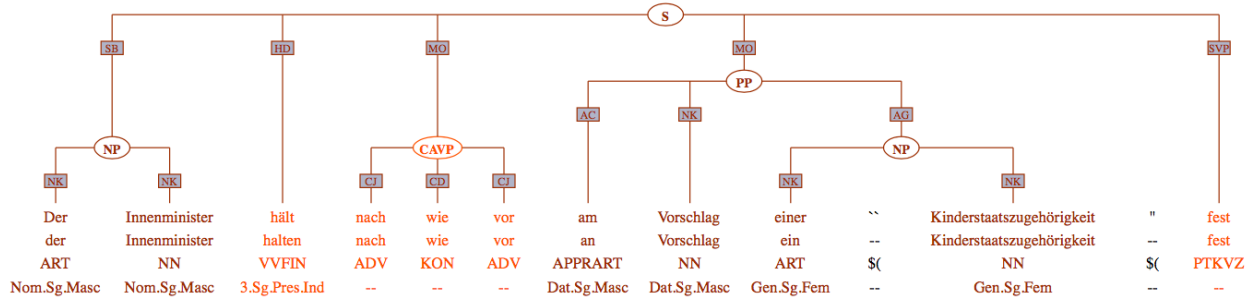 S
SB HD MO MO SVP
PP
AC NK AG
NP CAVP NP
NK NK CJ CD CJ NK NK
Der Innenminister hält nach wie vor am Vorschlag einer `` Kinderstaatszugehörigkeit " fest
der Innenminister halten nach wie vor an Vorschlag ein -- Kinderstaatszugehörigkeit -- fest
ART NN VVFIN ADV KON ADV APPRART NN ART $( NN $( PTKVZ
Nom.Sg.Masc Nom.Sg.Masc 3.Sg.Pres.Ind -- -- -- Dat.Sg.Masc Dat.Sg.Masc Gen.Sg.Fem -- Gen.Sg.Fem -- --